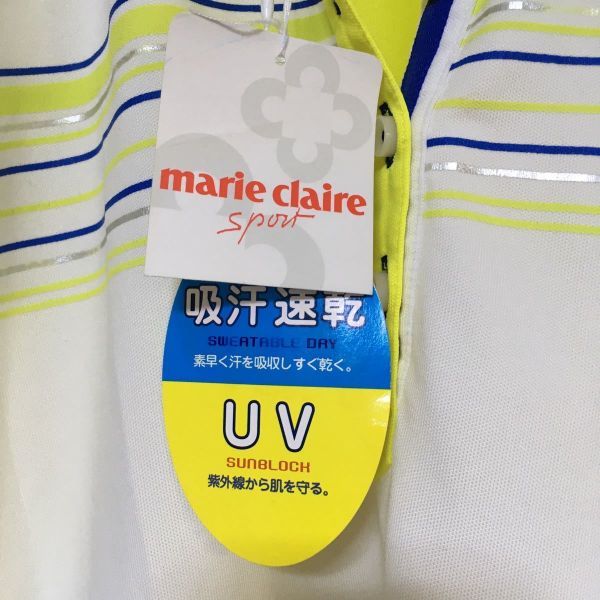 marie claire
sport
吸汗速乾
SWEATABLE DAY
素早く汗を吸収しすぐ乾く。
UV
SUNBLOCK
紫外線から肌を守る。